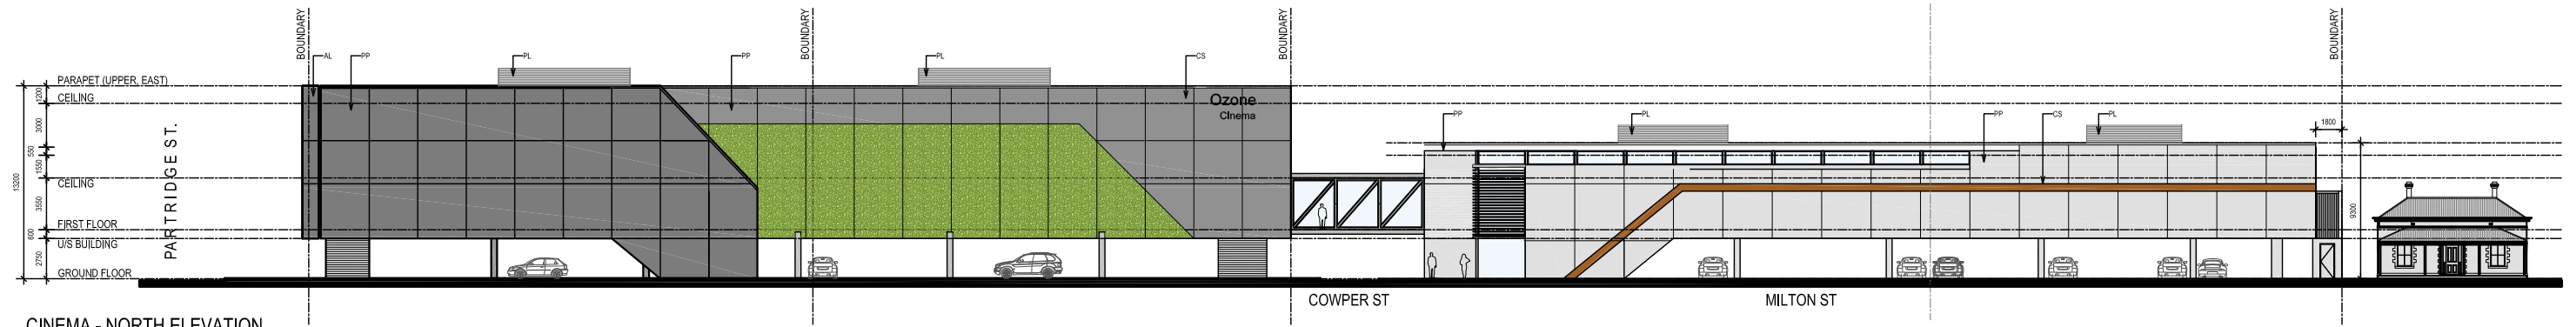 BOUNDARY
BOUNDARY
BOUNDARY
BOUNDARY
AL
PP
PL
PP
PL
CS
PARAPET (UPPER, EAST)
CEILING
Ozone
Cinema
PP
PL
PP
CS
PL
1800
1200
3000
550
1550
13200
CEILING
3550
FIRST FLOOR
600
U/S BUILDING
2750
GROUND FLOOR
PARTRIDGE ST.
9300
COWPER ST
MILTON ST
CINEMA - NORTH ELEVATION